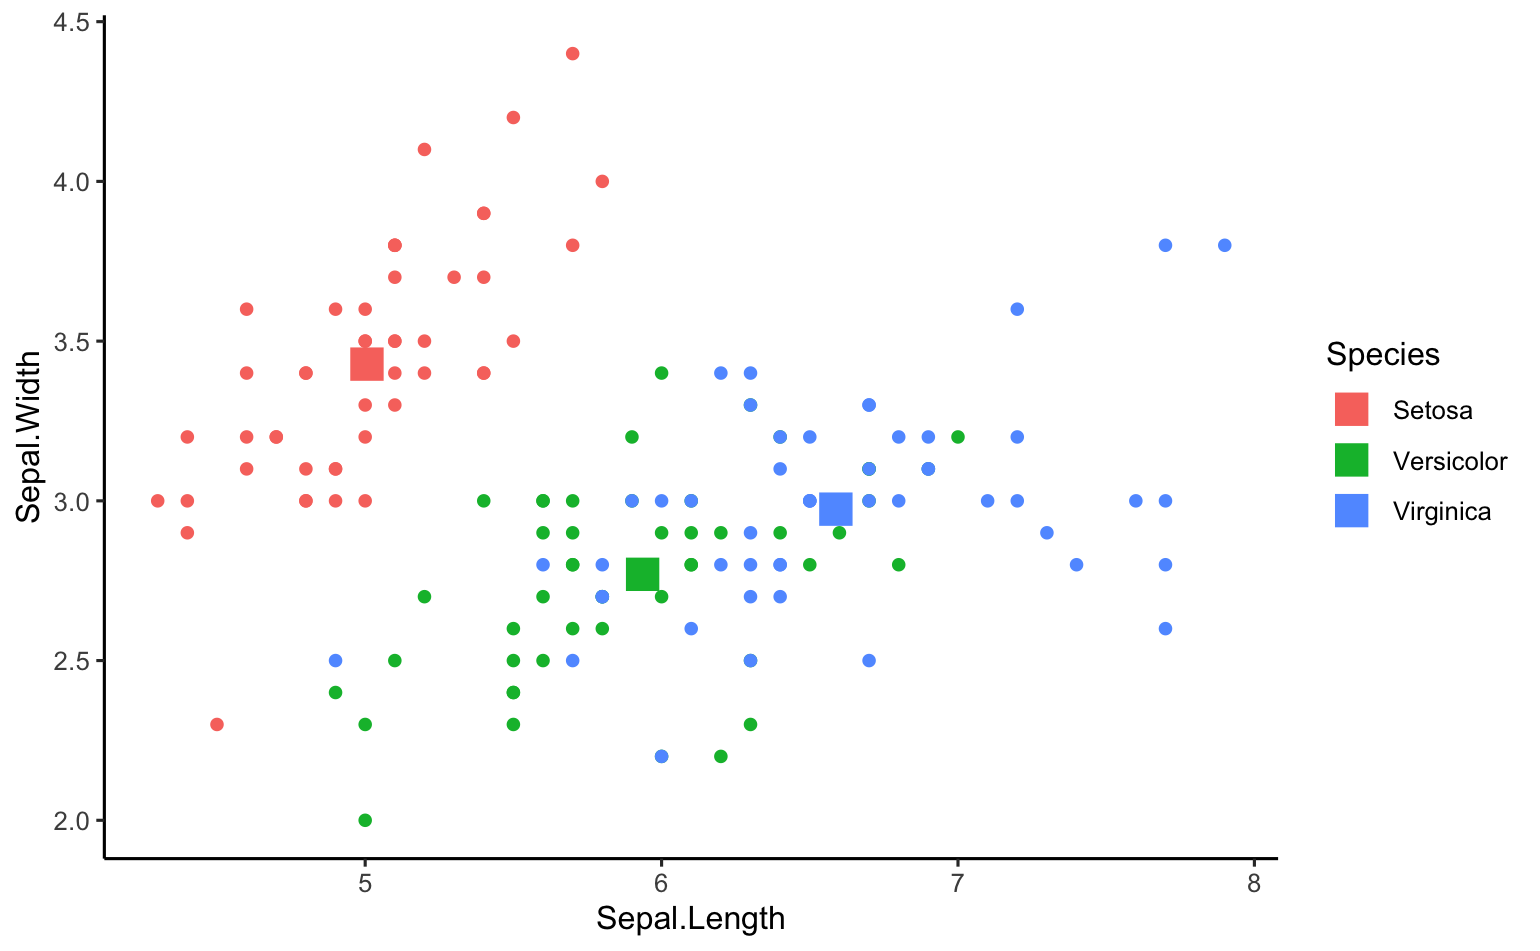 4.5
4.0
3.5
3.0
2.5
2.0
Sepal.Width
5 6 7 8
Sepal.Length
Species
Setosa
Versicolor
Virginica